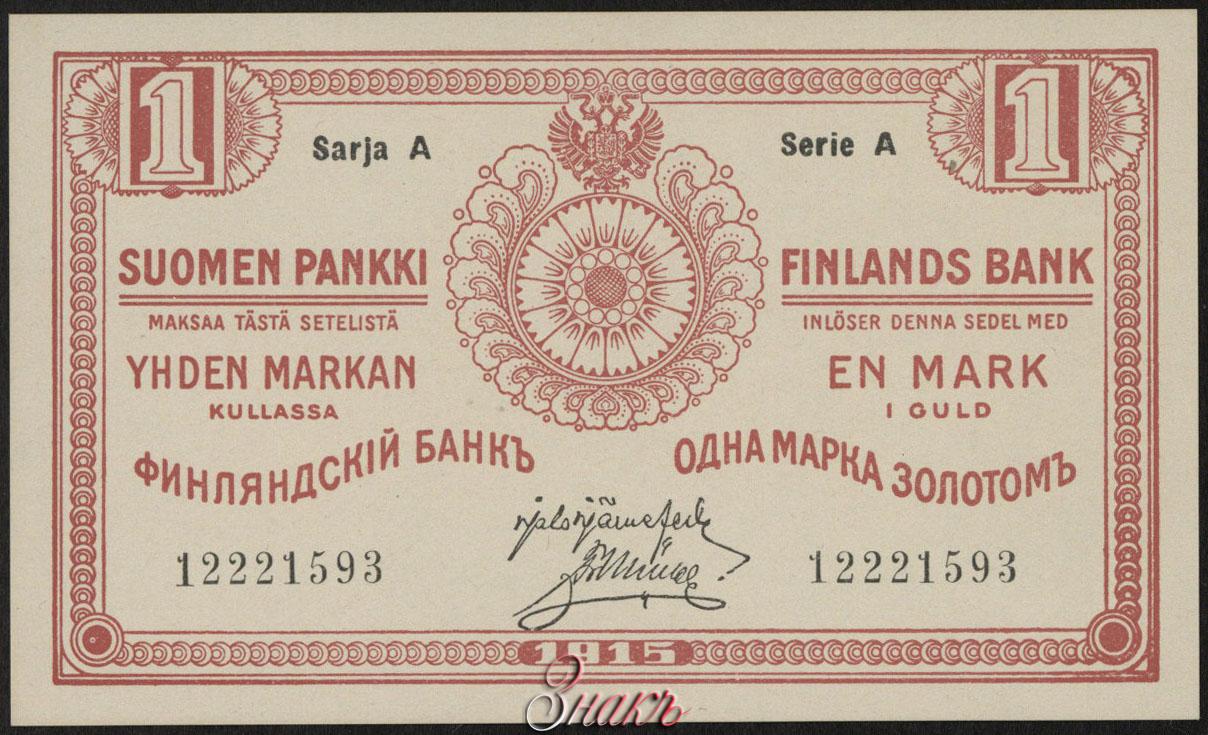 1 1
Sarja A Serie A
SUOMEN PANKKI
MAKSAA TÄSTÄ SETELISTÄ
YHDEN MARKAN
KULLASSA
FINLANDS BANK
INLÖSER DENNA SEDEL MED
EN MARK
I GULD
ФИНЛЯНДСКІЙ БАНКЪ ОДНА МАРКА ЗОЛОТОМЪ
12221593 12221593
1915
Знакъ